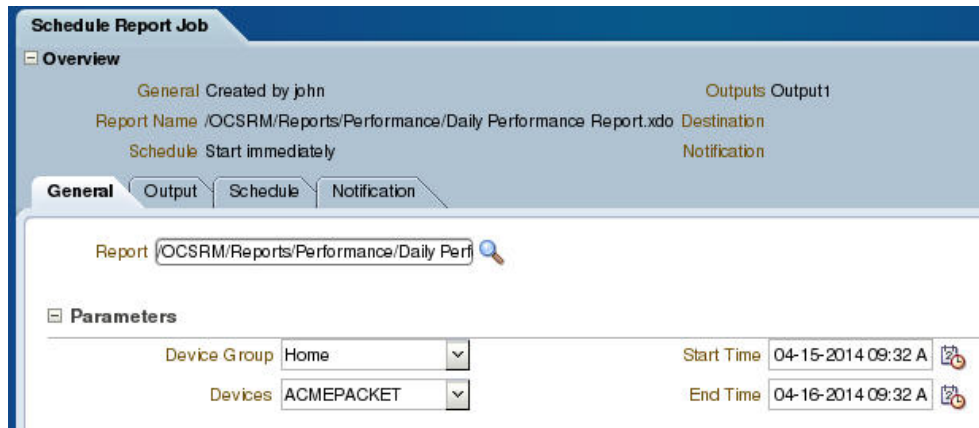 Schedule Report Job
Overview
General Created by john Outputs Output1
Report Name /OCSRM/Reports/Performance/Daily Performance Report.xdo Destination
Schedule Start immediately Notification
General Output Schedule Notification
Report /OCSRM/Reports/Performance/Daily Perf
Parameters
Device Group Home Start Time 04-15-2014 09:32 A
Devices ACMEPACKET End Time 04-16-2014 09:32 A